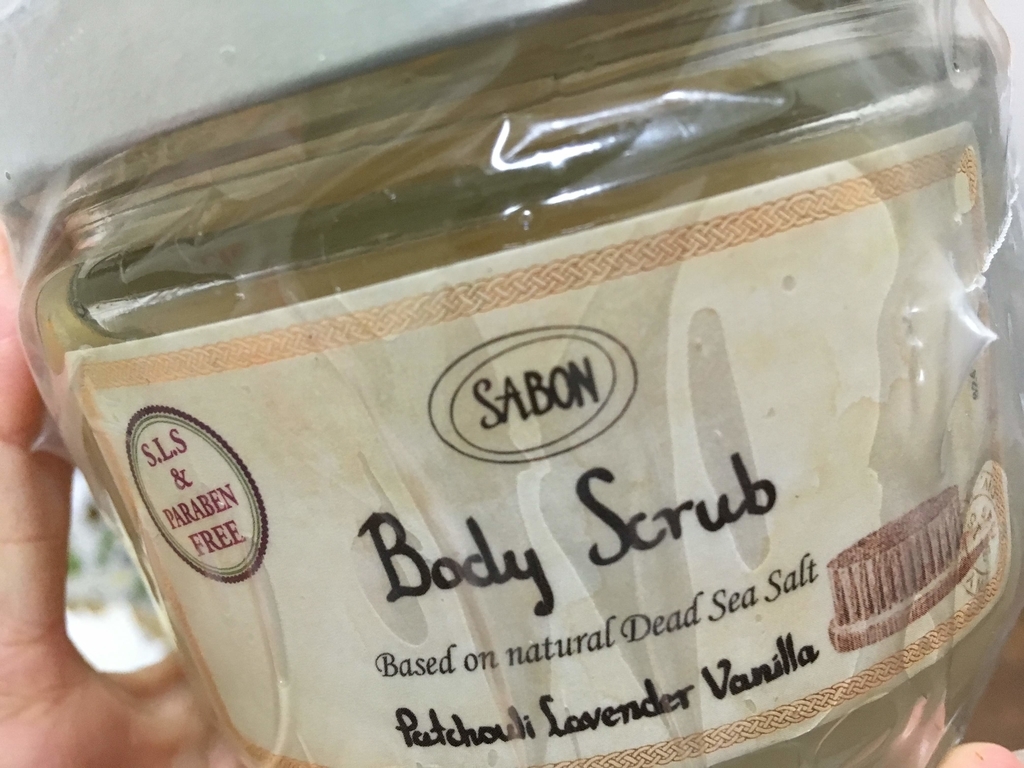 SABON
S.L.S
&
PARABEN
FREE
Body Scrub
Based on natural Dead Sea Salt
Patchouli Lavender Vanilla